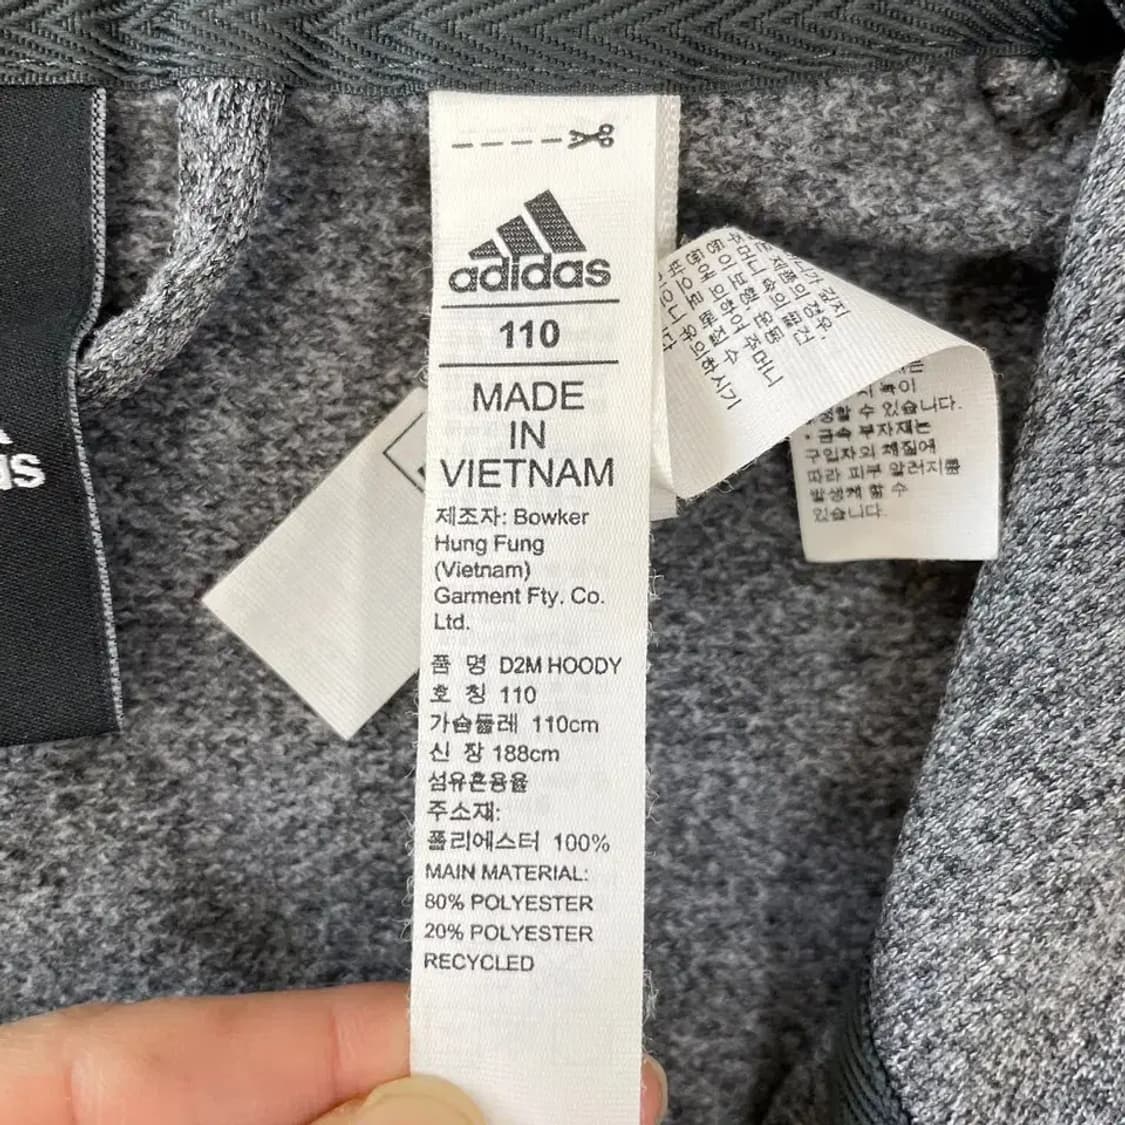 adidas
110
MADE
IN
VIETNAM
제조자: Bowker
Hung Fung
(Vietnam)
Garment Fty. Co.
Ltd.
품 명 D2M HOODY
호 칭 110
가슴둘레 110cm
신 장 188cm
섬유혼용율
주소재:
폴리에스터 100%
MAIN MATERIAL:
80% POLYESTER
20% POLYESTER
RECYCLED
수 있습니다.
• 금속 부자재는
구입자의 체질에
따라 피부 알러지를
발생케 할 수
있습니다.